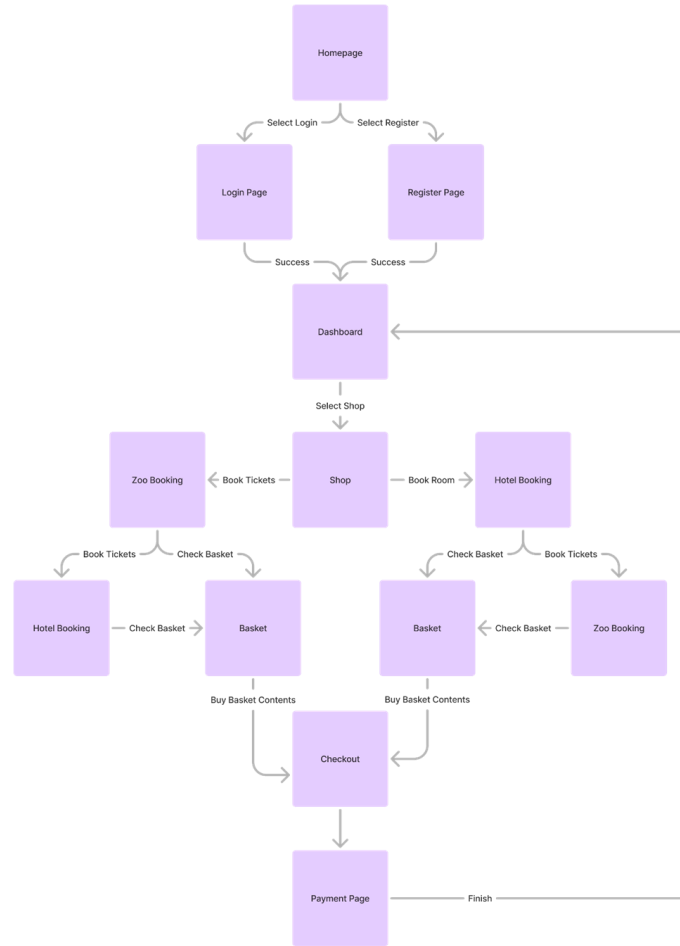 Homepage
Select Login
Select Register
Login Page
Register Page
Success
Success
Dashboard
Select Shop
Zoo Booking
Book Tickets
Shop
Book Room
Hotel Booking
Book Tickets
Check Basket
Check Basket
Book Tickets
Hotel Booking
Check Basket
Basket
Basket
Check Basket
Zoo Booking
Buy Basket Contents
Buy Basket Contents
Checkout
Payment Page
Finish